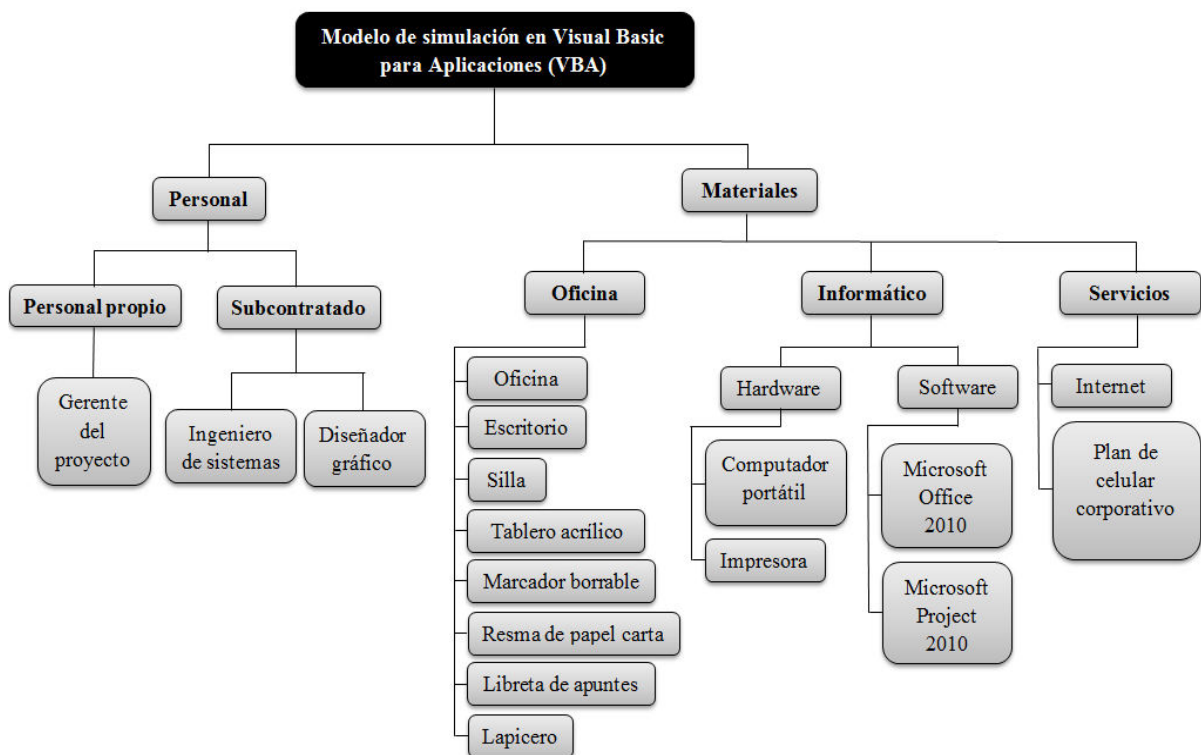 Modelo de simulación en Visual Basic
para Aplicaciones (VBA)
Personal
Materiales
Personal propio
Subcontratado
Oficina
Informático
Servicios
Gerente
del
proyecto
Ingeniero
de sistemas
Diseñador
gráfico
Oficina
Escritorio
Silla
Tablero acrílico
Marcador borrable
Resma de papel carta
Libreta de apuntes
Lapicero
Hardware
Software
Computador
portátil
Impresora
Microsoft
Office
2010
Microsoft
Project
2010
Internet
Plan de
celular
corporativo